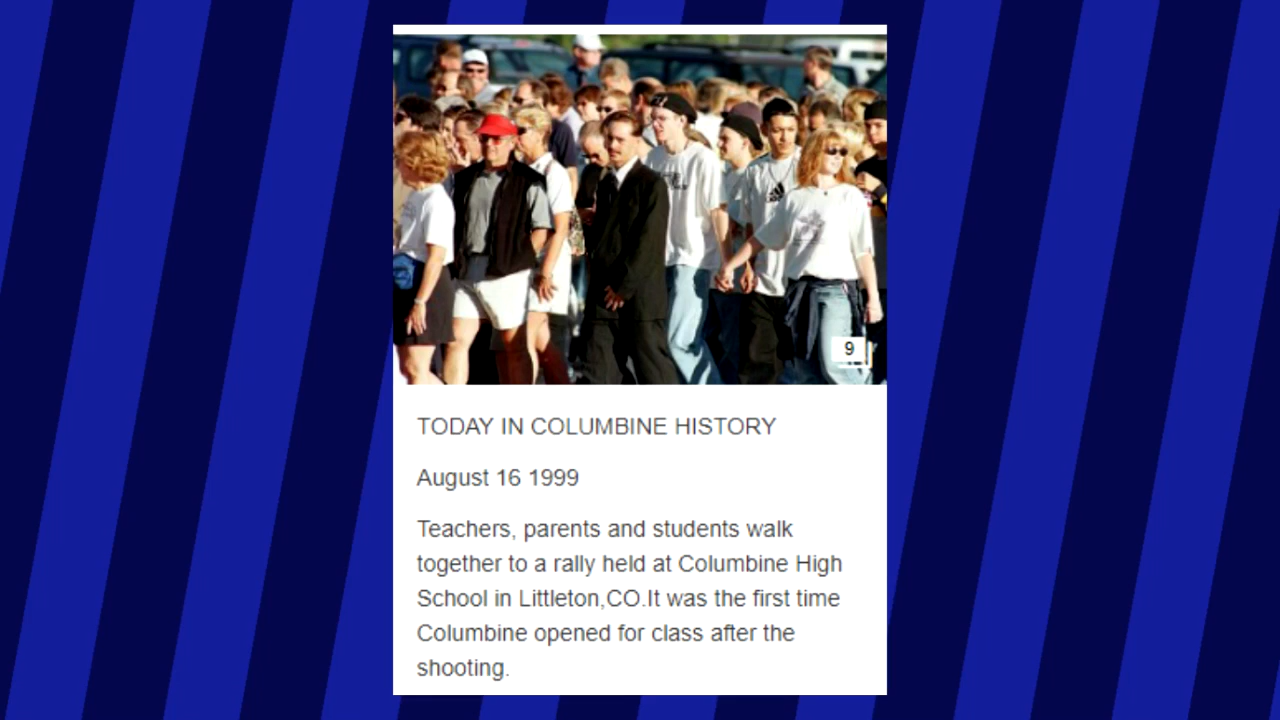 9
TODAY IN COLUMBINE HISTORY
August 16 1999
Teachers, parents and students walk
together to a rally held at Columbine High
School in Littleton,CO.It was the first time
Columbine opened for class after the
shooting.